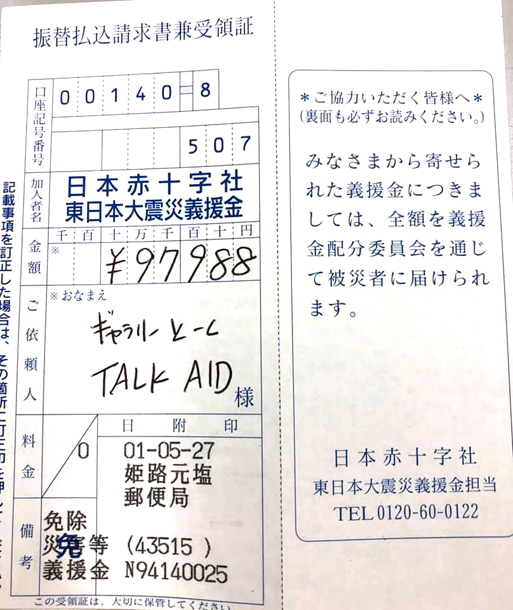 振替払込請求書兼受領証
口座記号番号
00140=8
507
加入者名
日本赤十字社
東日本大震災義援金
金額
千百十万千百十円
※
¥97988
ご依頼人
※おなまえ
ギャラリーとーく
TALK AID
様
料金
0
日附印
01-05-27
姫路元塩
郵便局
備考
免除
災害等 (43515 )
免
義援金 N94140025
この受領証は、大切に保管してください。
記載事項を訂正した場合は、その箇所に訂正印を押し
＊ご協力いただく皆様へ＊
(裏面も必ずお読みください。)
みなさまから寄せら
れた義援金につきま
しては、全額を義援
金配分委員会を通じ
て被災者に届けられ
ます。
日本赤十字社
東日本大震災義援金担当
TEL0120-60-0122